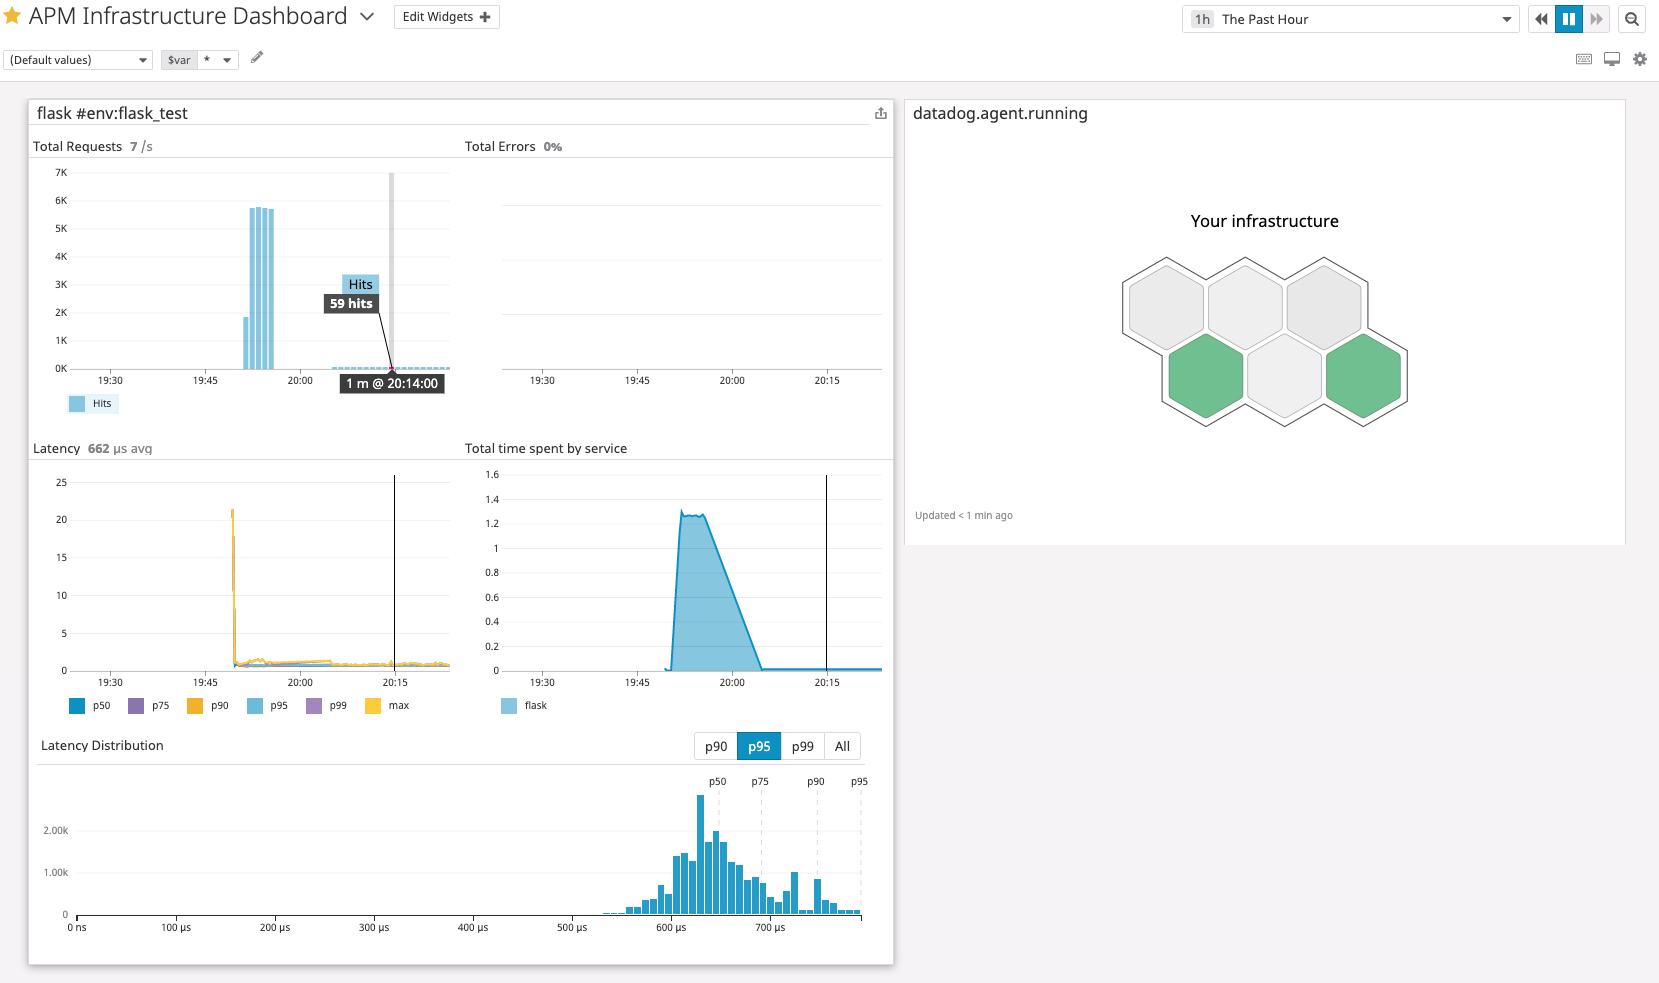 APM Infrastructure Dashboard
Edit Widgets
1h The Past Hour
(Default values)
$var *
flask #env:flask_test
Total Requests 7 /s
7K
6K
5K
4K
3K
2K
1K
0K
Hits
59 hits
19:30 19:45 20:00
1 m @ 20:14:00
Hits
Total Errors 0%
19:30 19:45 20:00 20:15
Latency 662 µs avg
25
20
15
10
5
0
19:30 19:45 20:00 20:15
p50 p75 p90 p95 p99 max
Total time spent by service
1.6
1.4
1.2
1
0.8
0.6
0.4
0.2
0
19:30 19:45 20:00 20:15
flask
Latency Distribution
p90 p95 p99 All
p50 p75 p90 p95
2.00k
1.00k
0
0 ns 100 µs 200 µs 300 µs 400 µs 500 µs 600 µs 700 µs
datadog.agent.running
Your infrastructure
Updated < 1 min ago